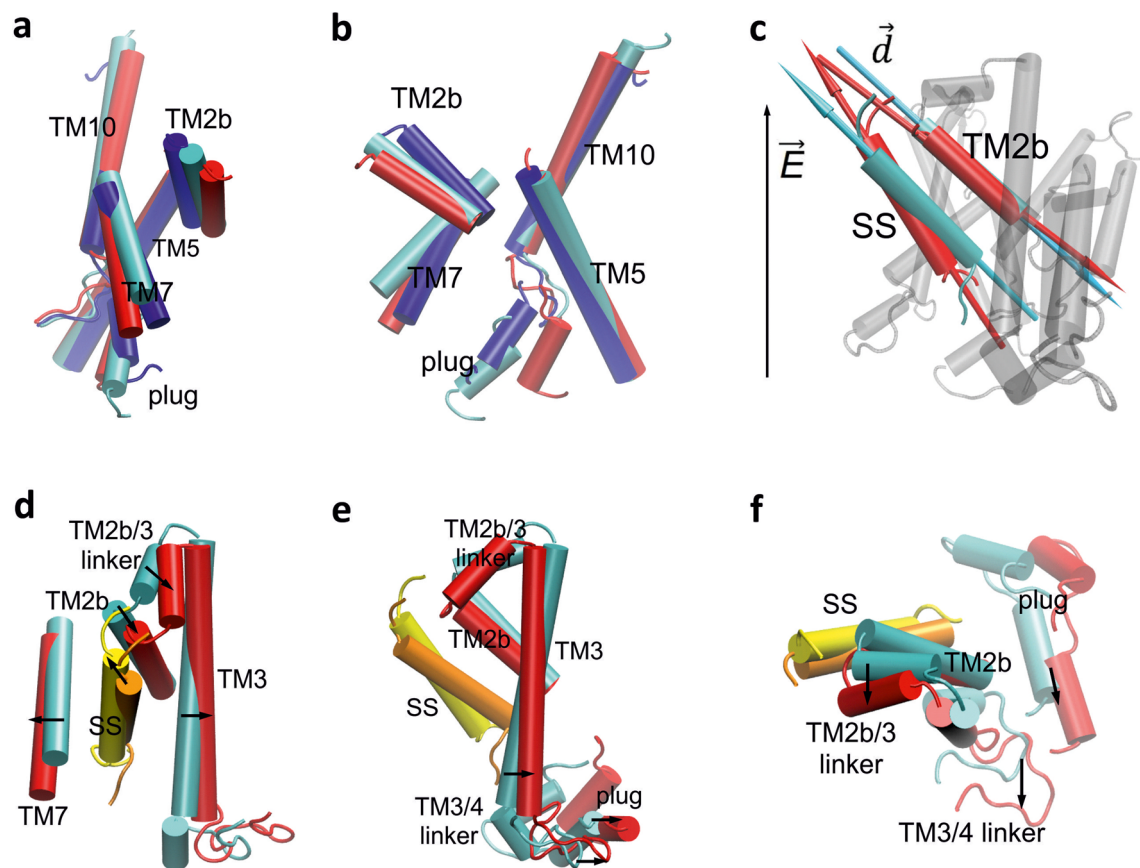 a
TM10
TM2b
TM5
TM7
plug
b
TM2b
TM10
TM7
TM5
plug
c
d
E
TM2b
SS
d
TM2b/3
linker
TM2b
TM3
SS
TM7
e
TM2b/3
linker
TM2b
TM3
SS
TM3/4
linker
plug
f
SS
plug
TM2b
TM2b/3
linker
TM3/4 linker